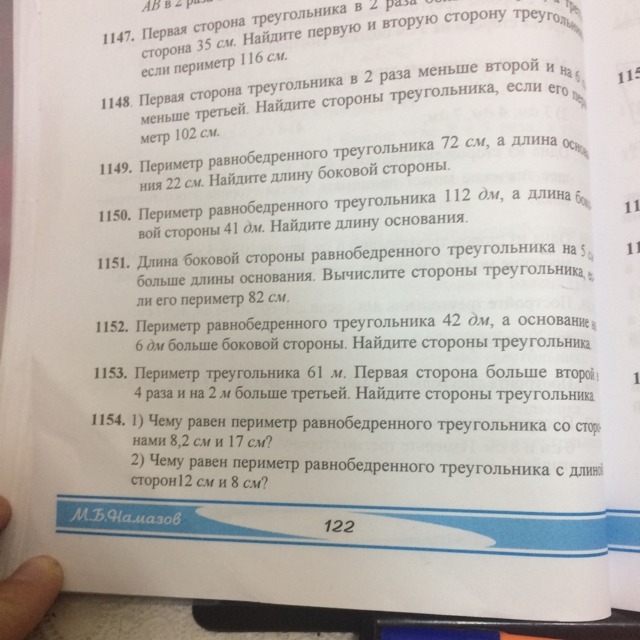 АВ в 2 раза
1147. Первая сторона треугольника в 2 раза
сторона 35 см. Найдите первую и вторую сторону
если периметр 116 см.
1148. Первая сторона треугольника в 2 раза меньше второй и на 6
меньше третьей. Найдите стороны треугольника, если его пери
метр 102 см.
1149. Периметр равнобедренного треугольника 72 см, а длина осно
ния 22 см. Найдите длину боковой стороны.
1150. Периметр равнобедренного треугольника 112 дм, а длина боко
вой стороны 41 дм. Найдите длину основания.
1151. Длина боковой стороны равнобедренного треугольника на 5
больше длины основания. Вычислите стороны треугольника, ес
ли его периметр 82 см.
1152. Периметр равнобедренного треугольника 42 дм, а основание на
6 дм больше боковой стороны. Найдите стороны треугольника.
1153. Периметр треугольника 61 м. Первая сторона больше второй
4 раза и на 2 м больше третьей. Найдите стороны треугольника.
1154. 1) Чему равен периметр равнобедренного треугольника со сторо
нами 8,2 см и 17 см?
2) Чему равен периметр равнобедренного треугольника с длиной
сторон12 см и 8 см?
М.Б.Намазов
122